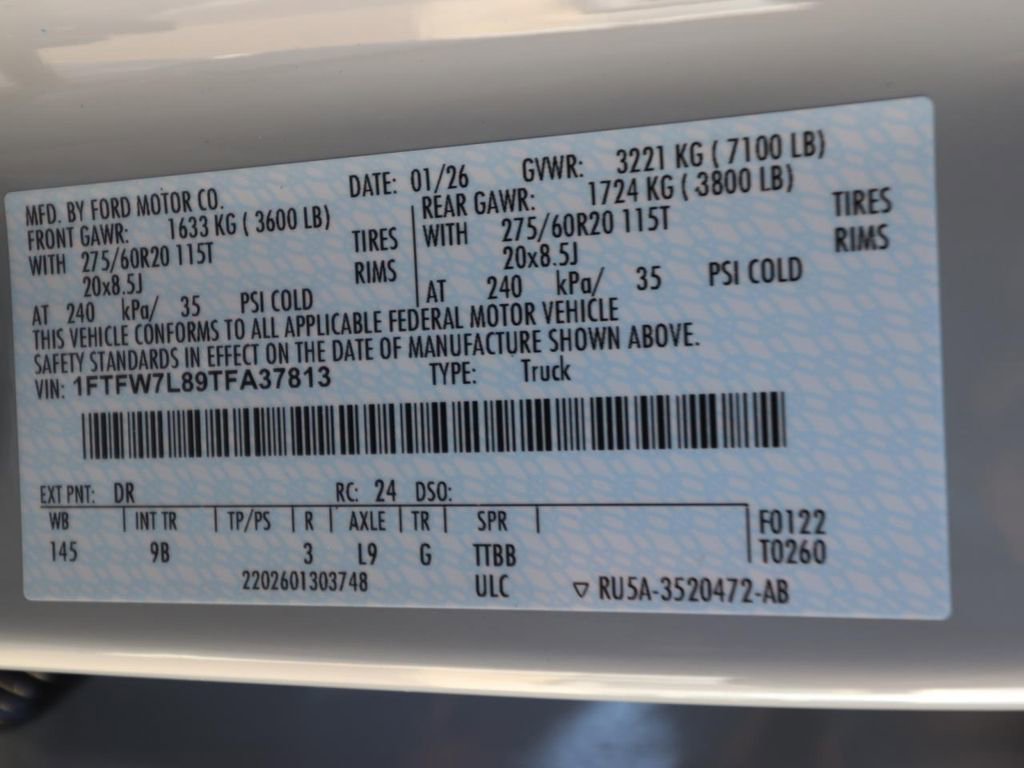 MFD. BY FORD MOTOR CO. DATE: 01/26 GVWR: 3221 KG ( 7100 LB)
FRONT GAWR: 1633 KG ( 3600 LB) REAR GAWR: 1724 KG ( 3800 LB)
WITH 275/60R20 115T TIRES WITH 275/60R20 115T TIRES
20x8.5J RIMS 20x8.5J RIMS
AT 240 kPa/ 35 PSI COLD AT 240 kPa/ 35 PSI COLD
THIS VEHICLE CONFORMS TO ALL APPLICABLE FEDERAL MOTOR VEHICLE
SAFETY STANDARDS IN EFFECT ON THE DATE OF MANUFACTURE SHOWN ABOVE.
VIN: 1FTFW7L89TFA37813 TYPE: Truck
EXT PNT: DR RC: 24 DSO:
WB INT TR TP/PS R AXLE TR SPR F0122
145 9B 3 L9 G TTBB T0260
2202601303748 ULC ▽ RU5A-3520472-AB